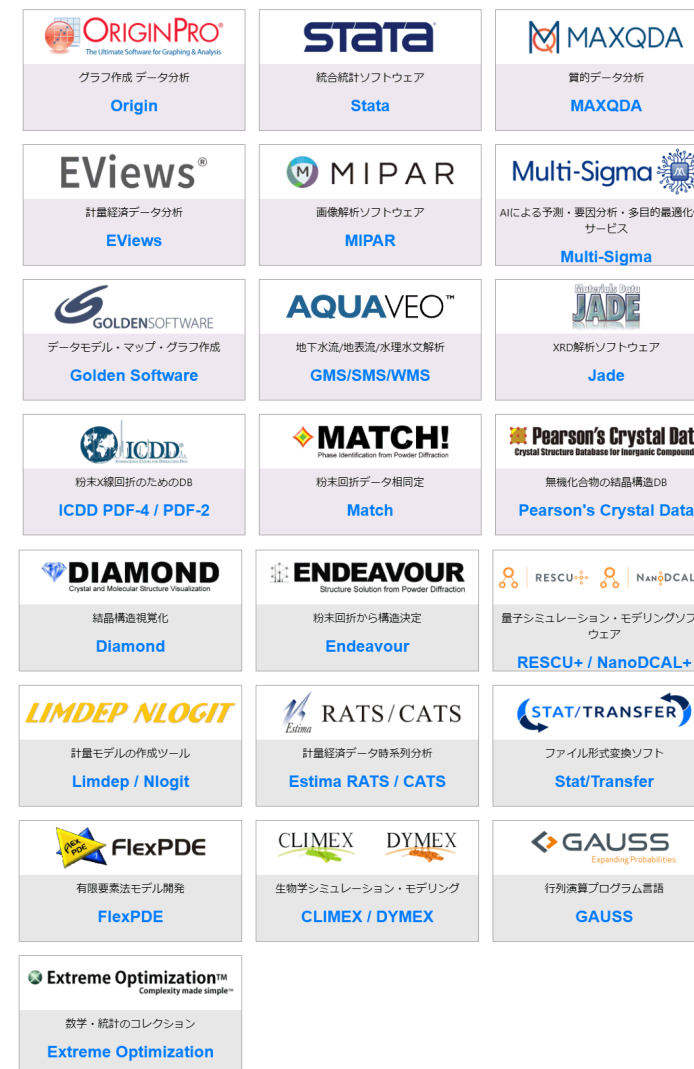 ORIGINPRO®
The Ultimate Software for Graphing & Analysis
グラフ作成 データ分析
Origin
STATA
統合統計ソフトウェア
Stata
MAXQDA
質的データ分析
MAXQDA
EViews®
計量経済データ分析
EViews
MIPAR
画像解析ソフトウェア
MIPAR
Multi-Sigma
AIによる予測・要因分析・多目的最適化
サービス
Multi-Sigma
GOLDENSOFTWARE
データモデル・マップ・グラフ作成
Golden Software
AQUAVEO™
地下水流/地表流/水理水文解析
GMS/SMS/WMS
Materials Data
JADE
XRD解析ソフトウェア
Jade
ICDD
粉末X線回折のためのDB
ICDD PDF-4 / PDF-2
MATCH!
Phase Identification from Powder Diffraction
粉末回折データ相同定
Match
Pearson's Crystal Dat
Crystal Structure Database for Inorganic Compound
無機化合物の結晶構造DB
Pearson's Crystal Data
DIAMOND
Crystal and Molecular Structure Visualization
結晶構造視覚化
Diamond
ENDEAVOUR
Structure Solution from Powder Diffraction
粉末回折から構造決定
Endeavour
RESCU NANODCAL
量子シミュレーション・モデリングソフ
ウェア
RESCU+ / NanoDCAL+
LIMDEP NLOGIT
計量モデルの作成ツール
Limdep / Nlogit
Estima RATS/CATS
計量経済データ時系列分析
Estima RATS / CATS
STAT/TRANSFER
ファイル形式変換ソフト
Stat/Transfer
FLEX PDE FlexPDE
有限要素法モデル開発
FlexPDE
CLIMEX DYMEX
生物学シミュレーション・モデリング
CLIMEX / DYMEX
GAUSS
Expanding Probabilities.
行列演算プログラム言語
GAUSS
Extreme Optimization™
Complexity made simple™
数学・統計のコレクション
Extreme Optimization